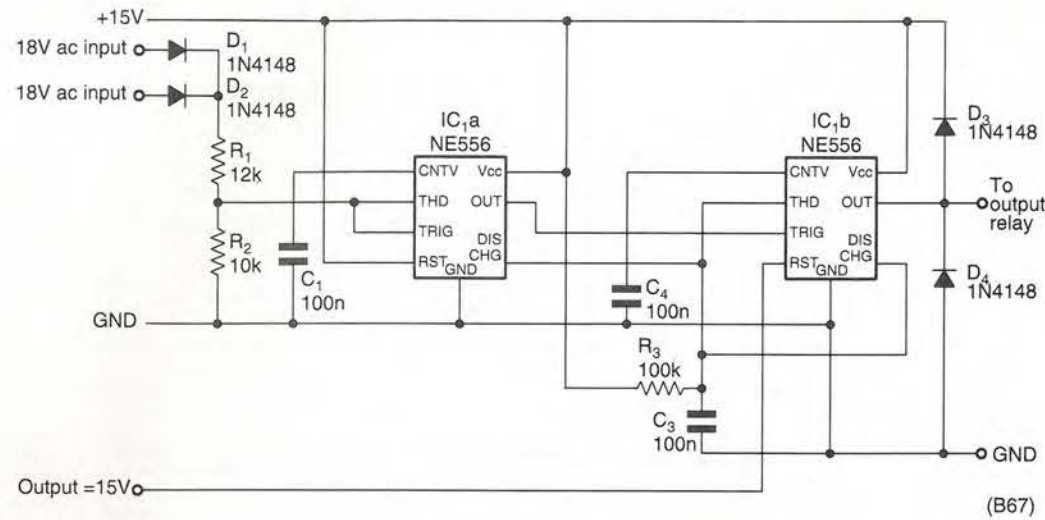 +15V
18V ac input
D1
1N4148
18V ac input
D2
1N4148
R1
12k
R2
10k
C1
100n
GND
IC1a
NE556
CNTV
Vcc
THD
OUT
TRIG
DIS
CHG
RST
GND
C4
100n
R3
100k
C3
100n
IC1b
NE556
CNTV
Vcc
THD
OUT
TRIG
DIS
CHG
RST
GND
D3
1N4148
To
output
relay
D4
1N4148
GND
Output =15V
(B67)